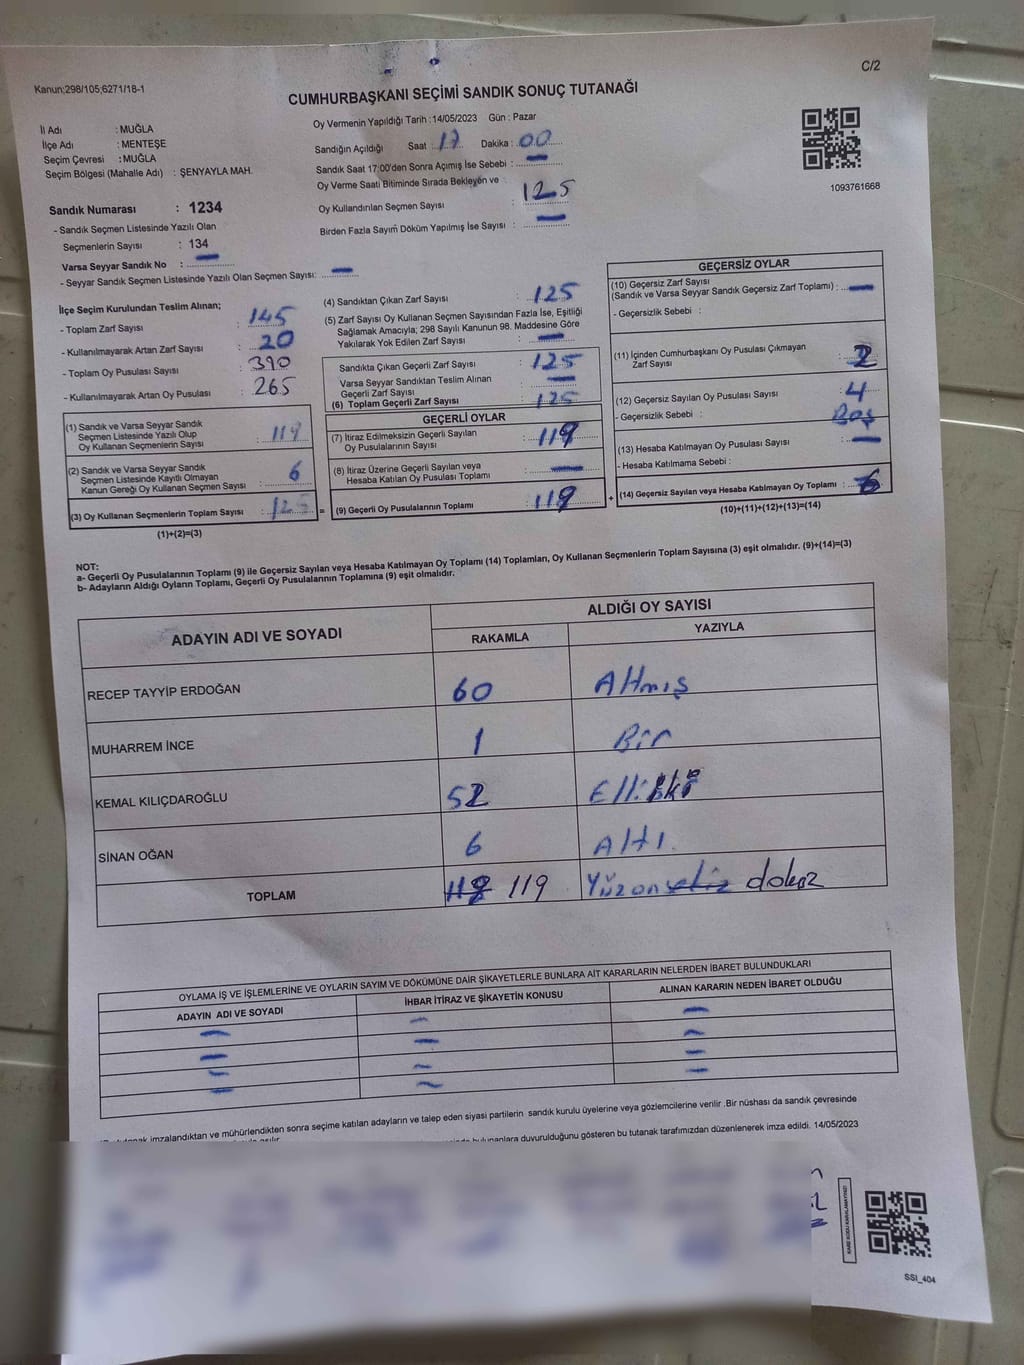 C/2
Kanun;298/105;6271/18-1
CUMHURBAŞKANI SEÇİMİ SANDIK SONUÇ TUTANAĞI
İl Adı : MUĞLA
İlçe Adı : MENTEŞE
Seçim Çevresi : MUĞLA
Seçim Bölgesi (Mahalle Adı) : ŞENYAYLA MAH.
Sandık Numarası : 1234
- Sandık Seçmen Listesinde Yazılı Olan
Seçmenlerin Sayısı : 134
Varsa Seyyar Sandık No : —
- Seyyar Sandık Seçmen Listesinde Yazılı Olan Seçmen Sayısı: —
Oy Vermenin Yapıldığı Tarih : 14/05/2023 Gün : Pazar
Sandığın Açıldığı Saat : 17 Dakika : 00
Sandık Saat 17:00'den Sonra Açımış İse Sebebi : —
Oy Verme Saati Bitiminde Sırada Bekleyen ve :
Oy Kullandırılan Seçmen Sayısı : 125
Birden Fazla Sayım Döküm Yapılmış İse Sayısı : —
1093761668
İlçe Seçim Kurulundan Teslim Alınan;
- Toplam Zarf Sayısı : 145
- Kullanılmayarak Artan Zarf Sayısı : 20
- Toplam Oy Pusulası Sayısı : 390
- Kullanılmayarak Artan Oy Pusulası : 265
(1) Sandık ve Varsa Seyyar Sandık
Seçmen Listesinde Yazılı Olup
Oy Kullanan Seçmenlerin Sayısı : 119
(2) Sandık ve Varsa Seyyar Sandık
Seçmen Listesinde Kayıtlı Olmayan
Kanun Gereği Oy Kullanan Seçmen Sayısı : 6
(3) Oy Kullanan Seçmenlerin Toplam Sayısı : 125 =
(1)+(2)=(3)
(4) Sandıktan Çıkan Zarf Sayısı : 125
(5) Zarf Sayısı Oy Kullanan Seçmen Sayısından Fazla İse, Eşitliği
Sağlamak Amacıyla; 298 Sayılı Kanunun 98. Maddesine Göre
Yakılarak Yok Edilen Zarf Sayısı : —
Sandıkta Çıkan Geçerli Zarf Sayısı : 125
Varsa Seyyar Sandıktan Teslim Alınan
Geçerli Zarf Sayısı : —
(6) Toplam Geçerli Zarf Sayısı : 125
GEÇERLİ OYLAR
(7) İtiraz Edilmeksizin Geçerli Sayılan
Oy Pusulalarının Sayısı : 119
(8) İtiraz Üzerine Geçerli Sayılan veya
Hesaba Katılan Oy Pusulası Toplamı : —
(9) Geçerli Oy Pusulalarının Toplamı : 119 +
GEÇERSİZ OYLAR
(10) Geçersiz Zarf Sayısı
(Sandık ve Varsa Seyyar Sandık Geçersiz Zarf Toplamı) : —
- Geçersizlik Sebebi :
(11) İçinden Cumhurbaşkanı Oy Pusulası Çıkmayan
Zarf Sayısı : 2
(12) Geçersiz Sayılan Oy Pusulası Sayısı : 4
- Geçersizlik Sebebi : Boş
(13) Hesaba Katılmayan Oy Pusulası Sayısı : —
- Hesaba Katılmama Sebebi :
(14) Geçersiz Sayılan veya Hesaba Katılmayan Oy Toplamı : 6
(10)+(11)+(12)+(13)=(14)
NOT:
a- Geçerli Oy Pusulalarının Toplamı (9) ile Geçersiz Sayılan veya Hesaba Katılmayan Oy Toplamı (14) Toplamları, Oy Kullanan Seçmenlerin Toplam Sayısına (3) eşit olmalıdır. (9)+(14)=(3)
b- Adayların Aldığı Oyların Toplamı, Geçerli Oy Pusulalarının Toplamına (9) eşit olmalıdır.
ADAYIN ADI VE SOYADI ALDIĞI OY SAYISI
RAKAMLA YAZIYLA
RECEP TAYYİP ERDOĞAN 60 Altmış
MUHARREM İNCE 1 Bir
KEMAL KILIÇDAROĞLU 52 Elliiki
SİNAN OĞAN 6 Altı.
TOPLAM 118 119 Yüzonsekiz dokuz
OYLAMA İŞ VE İŞLEMLERİNE VE OYLARIN SAYIM VE DÖKÜMÜNE DAİR ŞİKAYETLERLE BUNLARA AİT KARARLARIN NELERDEN İBARET BULUNDUKLARI
ADAYIN ADI VE SOYADI İHBAR İTİRAZ VE ŞİKAYETİN KONUSU ALINAN KARARIN NEDEN İBARET OLDUĞU
— — —
— — —
— — —
— — —
imzalandıktan ve mühürlendikten sonra seçime katılan adayların ve talep eden siyasi partilerin sandık kurulu üyelerine veya gözlemcilerine verilir .Bir nüshası da sandık çevresinde
duyurulduğunu gösteren bu tutanak tarafımızdan düzenlenerek imza edildi. 14/05/2023
SSI_404